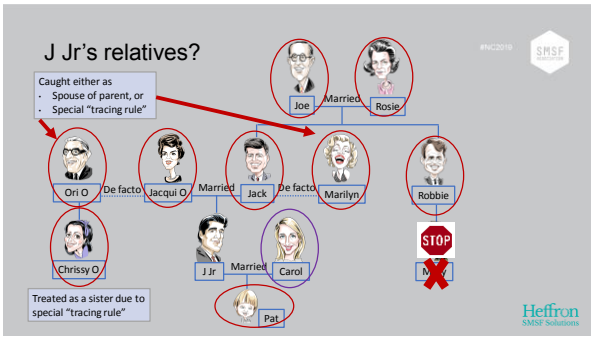 J Jr's relatives?
#NC2019
SMSF
ASSOCIATION
Caught either as
• Spouse of parent, or
• Special "tracing rule"
Joe
Married
Rosie
Ori O
De facto
Jacqui O
Married
Jack
De facto
Marilyn
Robbie
STOP
Chrissy O
J Jr
Married
Carol
Treated as a sister due to
special "tracing rule"
Pat
Heffron
SMSF Solutions